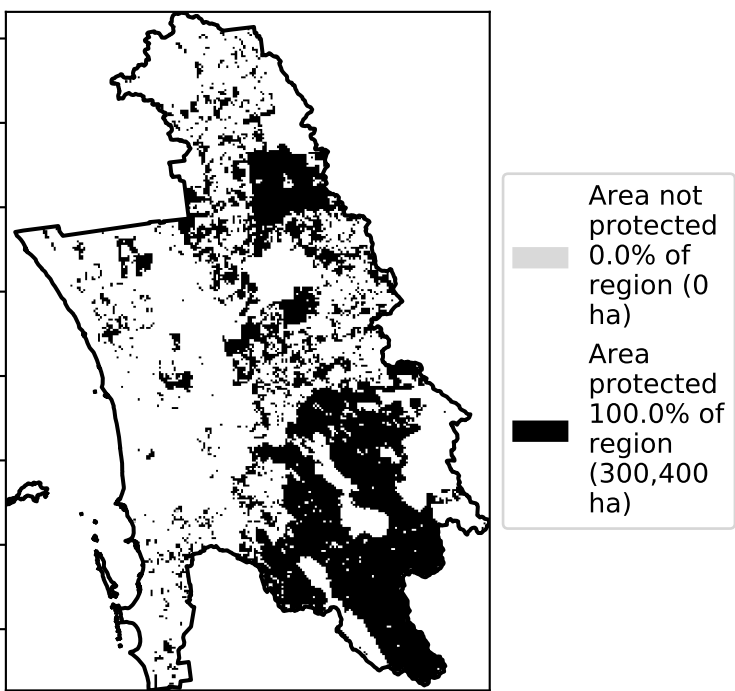 Area not
protected
0.0% of
region (0
ha)
Area
protected
100.0% of
region
(300,400
ha)